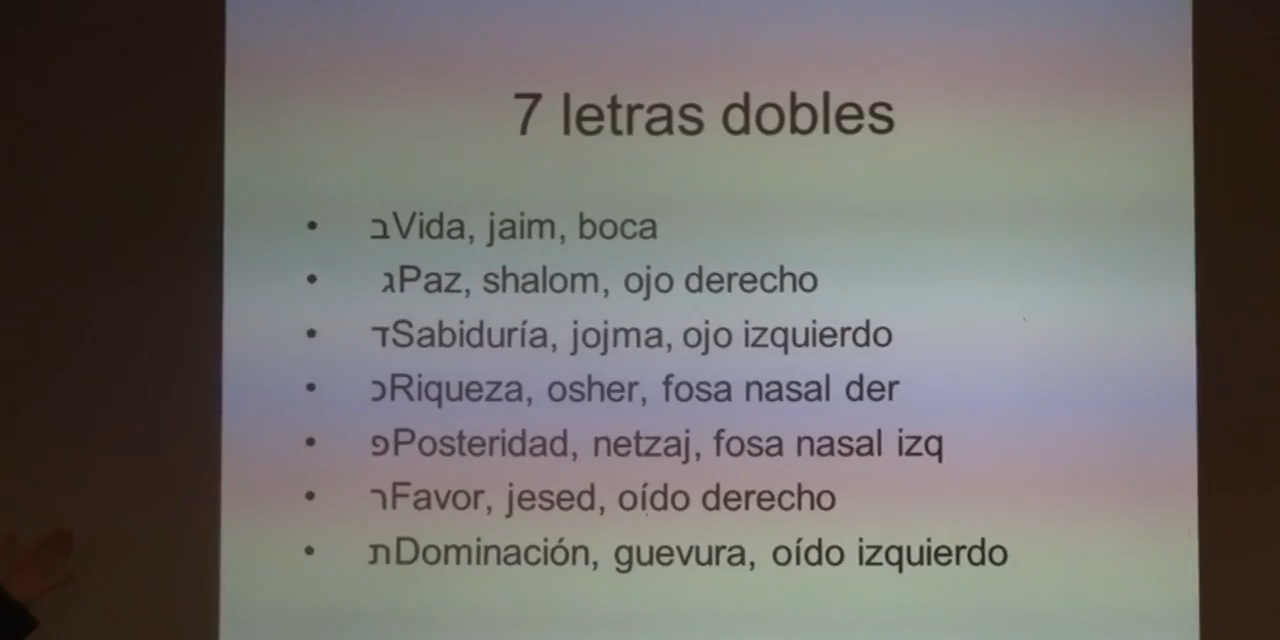 7 letras dobles
• בVida, jaim, boca
• גPaz, shalom, ojo derecho
• דSabiduría, jojma, ojo izquierdo
• כRiqueza, osher, fosa nasal der
• פPosteridad, netzaj, fosa nasal izq
• רFavor, jesed, oído derecho
• תDominación, guevura, oído izquierdo